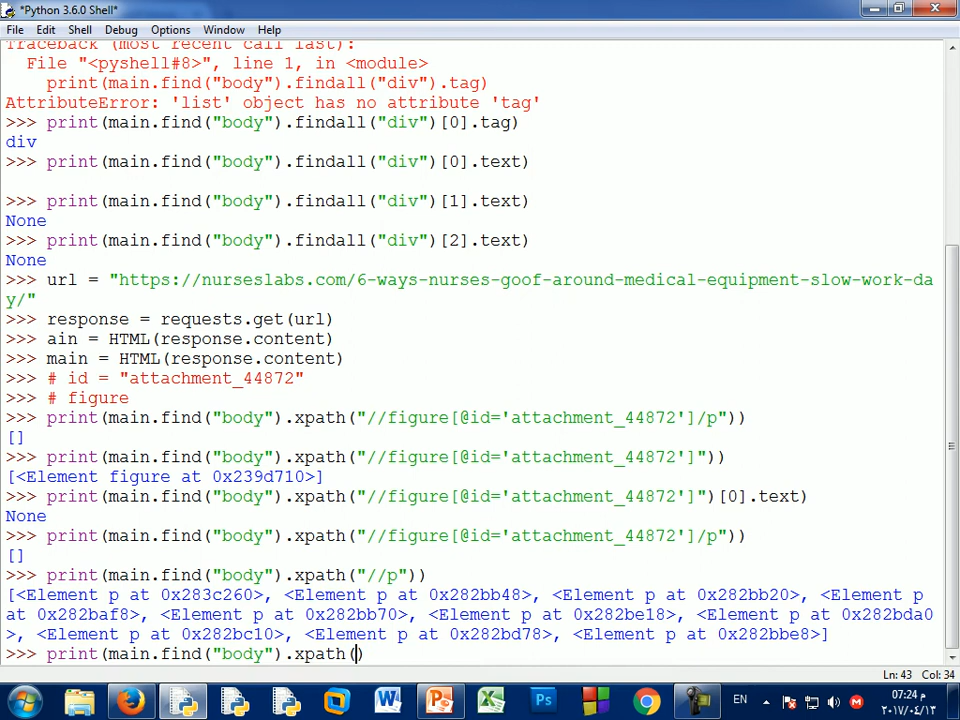 *Python 3.6.0 Shell*
File Edit Shell Debug Options Window Help
Traceback (most recent call last):
  File "<pyshell#8>", line 1, in <module>
    print(main.find("body").findall("div").tag)
AttributeError: 'list' object has no attribute 'tag'
>>> print(main.find("body").findall("div")[0].tag)
div
>>> print(main.find("body").findall("div")[0].text)

>>> print(main.find("body").findall("div")[1].text)
None
>>> print(main.find("body").findall("div")[2].text)
None
>>> url = "https://nurseslabs.com/6-ways-nurses-goof-around-medical-equipment-slow-work-da
y/"
>>> response = requests.get(url)
>>> ain = HTML(response.content)
>>> main = HTML(response.content)
>>> # id = "attachment_44872"
>>> # figure
>>> print(main.find("body").xpath("//figure[@id='attachment_44872']/p"))
[]
>>> print(main.find("body").xpath("//figure[@id='attachment_44872']"))
[<Element figure at 0x239d710>]
>>> print(main.find("body").xpath("//figure[@id='attachment_44872']")[0].text)
None
>>> print(main.find("body").xpath("//figure[@id='attachment_44872']/p"))
[]
>>> print(main.find("body").xpath("//p"))
[<Element p at 0x283c260>, <Element p at 0x282bb48>, <Element p at 0x282bb20>, <Element p
at 0x282baf8>, <Element p at 0x282bb70>, <Element p at 0x282be18>, <Element p at 0x282bda0
>, <Element p at 0x282bc10>, <Element p at 0x282bd78>, <Element p at 0x282bbe8>]
>>> print(main.find("body").xpath()
Ln: 43 Col: 34
EN
07:24 م
٢٠١٧/٠٤/١٣